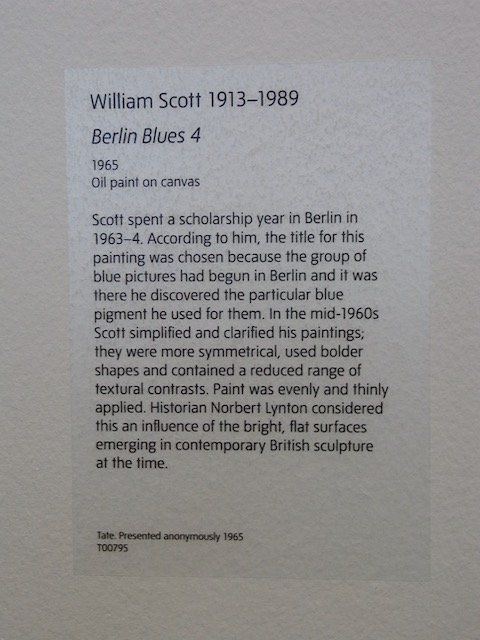 William Scott 1913–1989
Berlin Blues 4
1965
Oil paint on canvas
Scott spent a scholarship year in Berlin in
1963–4. According to him, the title for this
painting was chosen because the group of
blue pictures had begun in Berlin and it was
there he discovered the particular blue
pigment he used for them. In the mid-1960s
Scott simplified and clarified his paintings;
they were more symmetrical, used bolder
shapes and contained a reduced range of
textural contrasts. Paint was evenly and thinly
applied. Historian Norbert Lynton considered
this an influence of the bright, flat surfaces
emerging in contemporary British sculpture
at the time.
Tate. Presented anonymously 1965
T00795